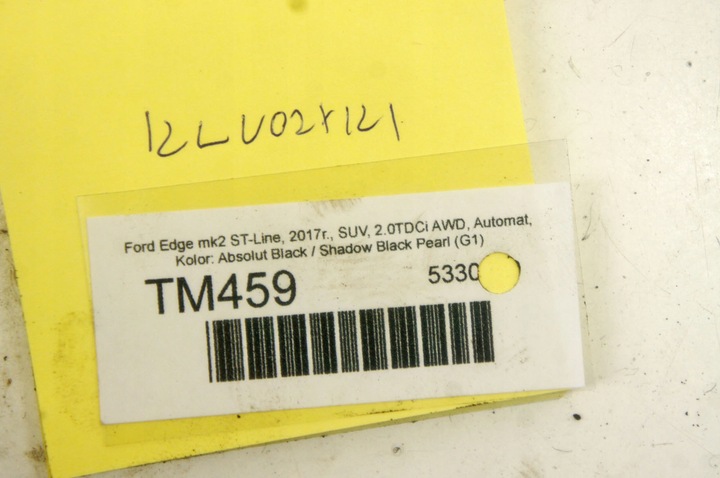 12LV02X121
Ford Edge mk2 ST-Line, 2017r., SUV, 2.0TDCi AWD, Automat,
Kolor: Absolut Black / Shadow Black Pearl (G1)
TM459
5330